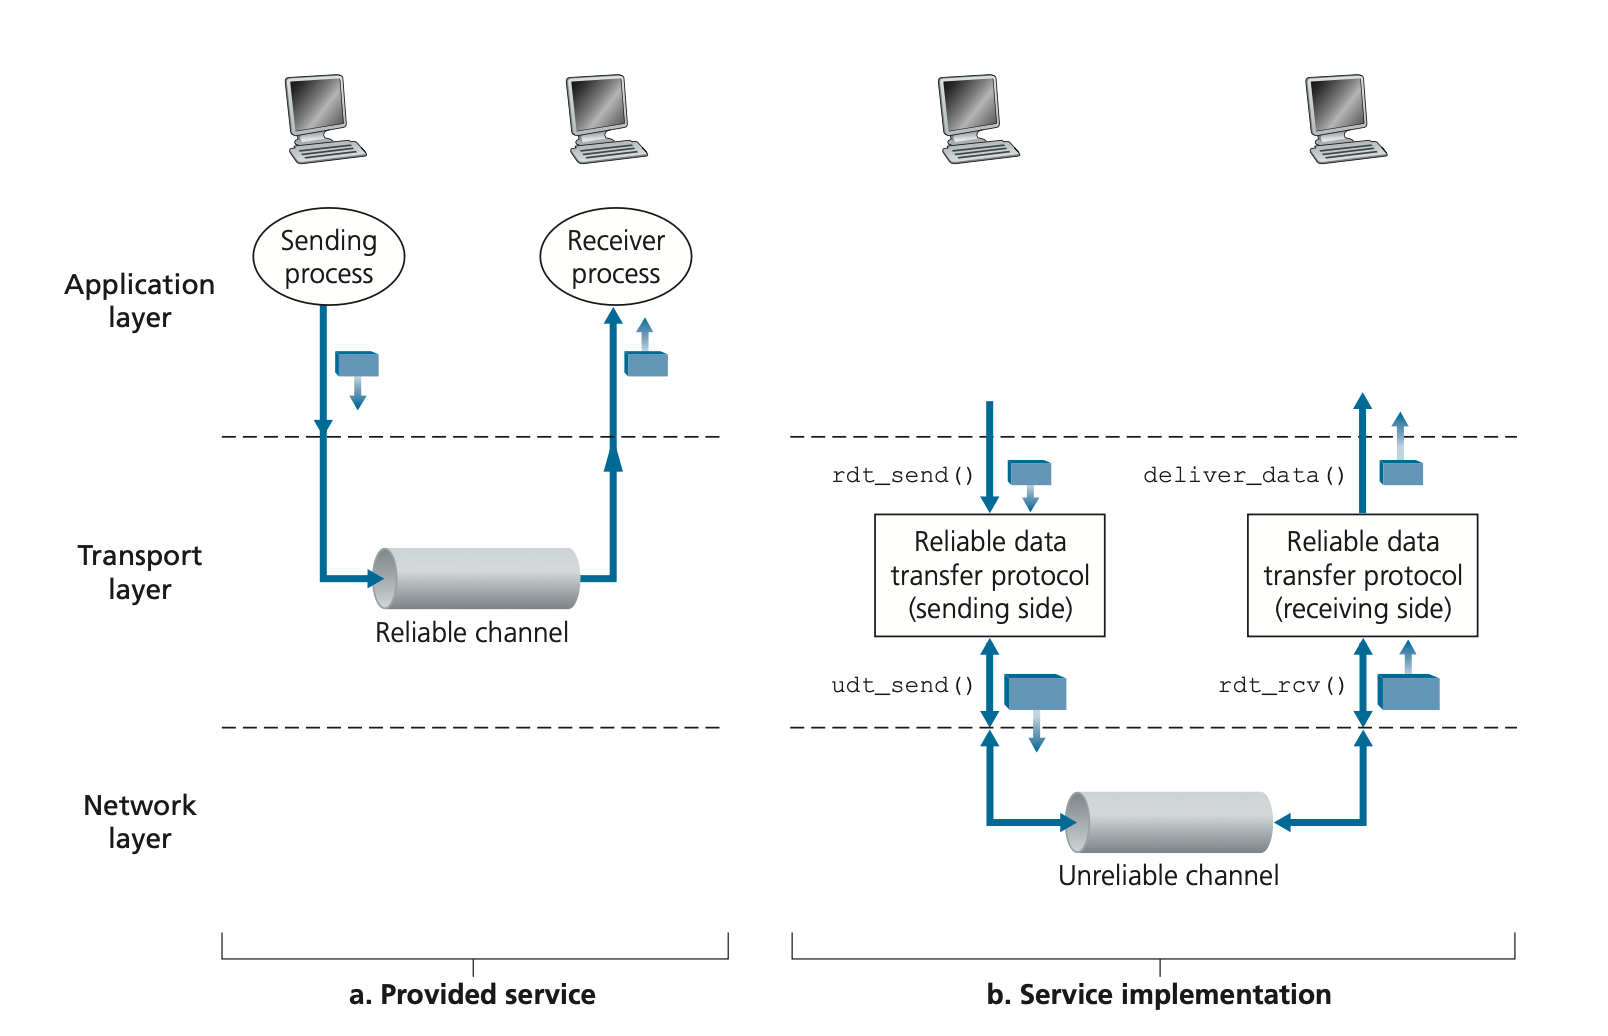 Sending
process
Receiver
process
Application
layer
rdt_send()
deliver_data()
Reliable data
transfer protocol
(sending side)
Reliable data
transfer protocol
(receiving side)
Transport
layer
Reliable channel
udt_send()
rdt_rcv()
Network
layer
Unreliable channel
a. Provided service
b. Service implementation